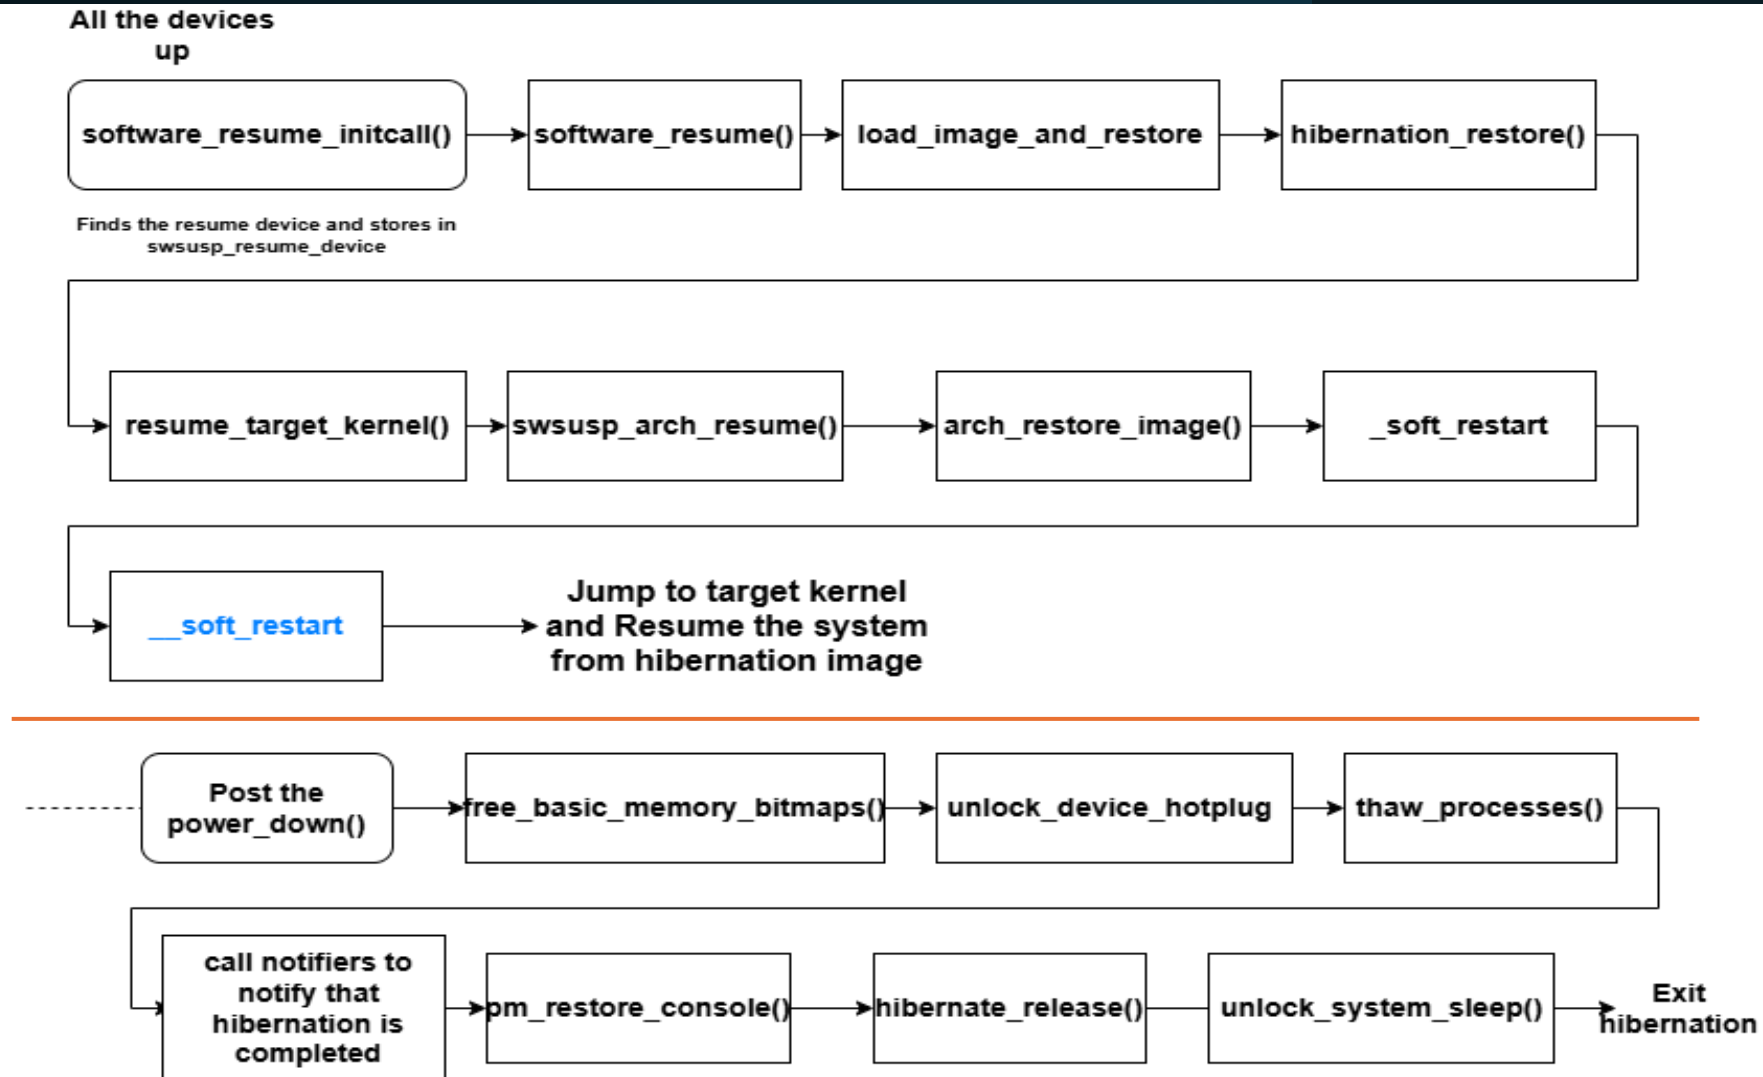 All the devices
up
software_resume_initcall()
software_resume()
load_image_and_restore
hibernation_restore()
Finds the resume device and stores in
swsusp_resume_device
resume_target_kernel()
swsusp_arch_resume()
arch_restore_image()
_soft_restart
__soft_restart
Jump to target kernel
and Resume the system
from hibernation image
Post the
power_down()
free_basic_memory_bitmaps()
unlock_device_hotplug
thaw_processes()
call notifiers to
notify that
hibernation is
completed
pm_restore_console()
hibernate_release()
unlock_system_sleep()
Exit
hibernation